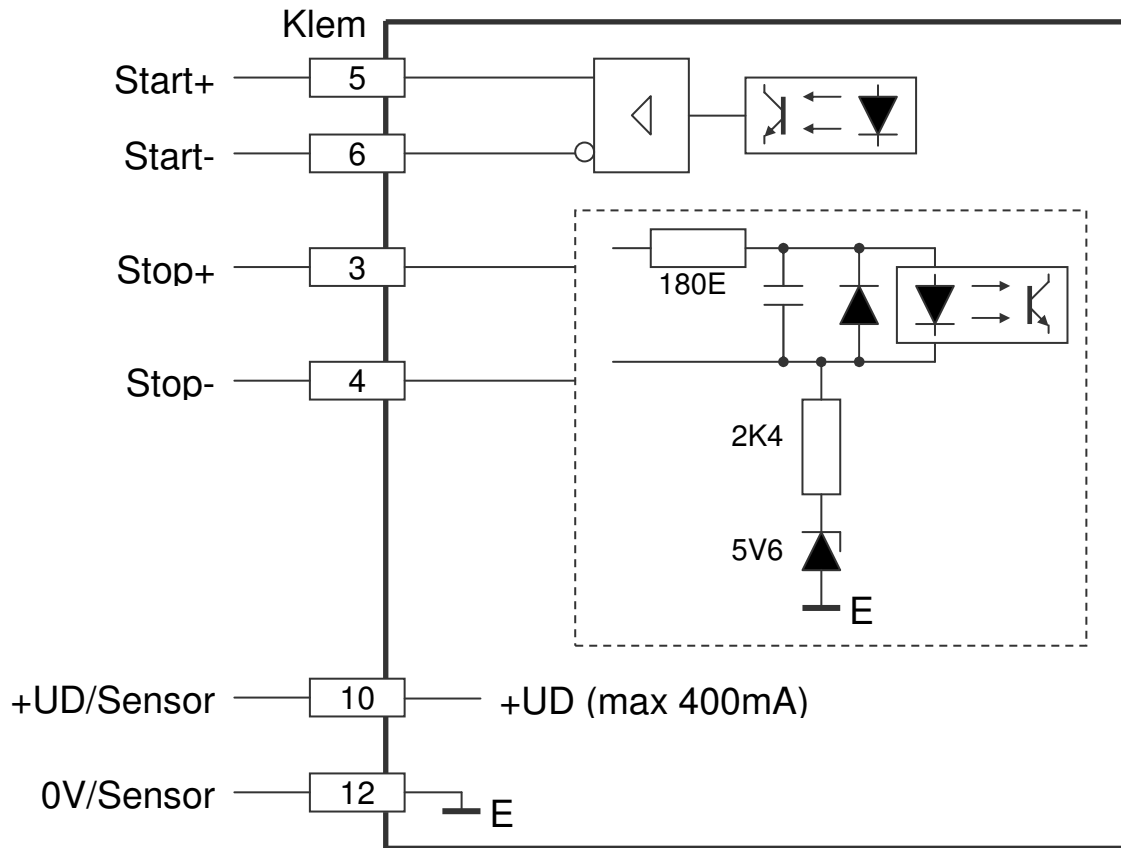 Klem
Start+ 5
Start- 6
Stop+ 3
180E
Stop- 4
2K4
5V6
E
+UD/Sensor 10 +UD (max 400mA)
0V/Sensor 12 E